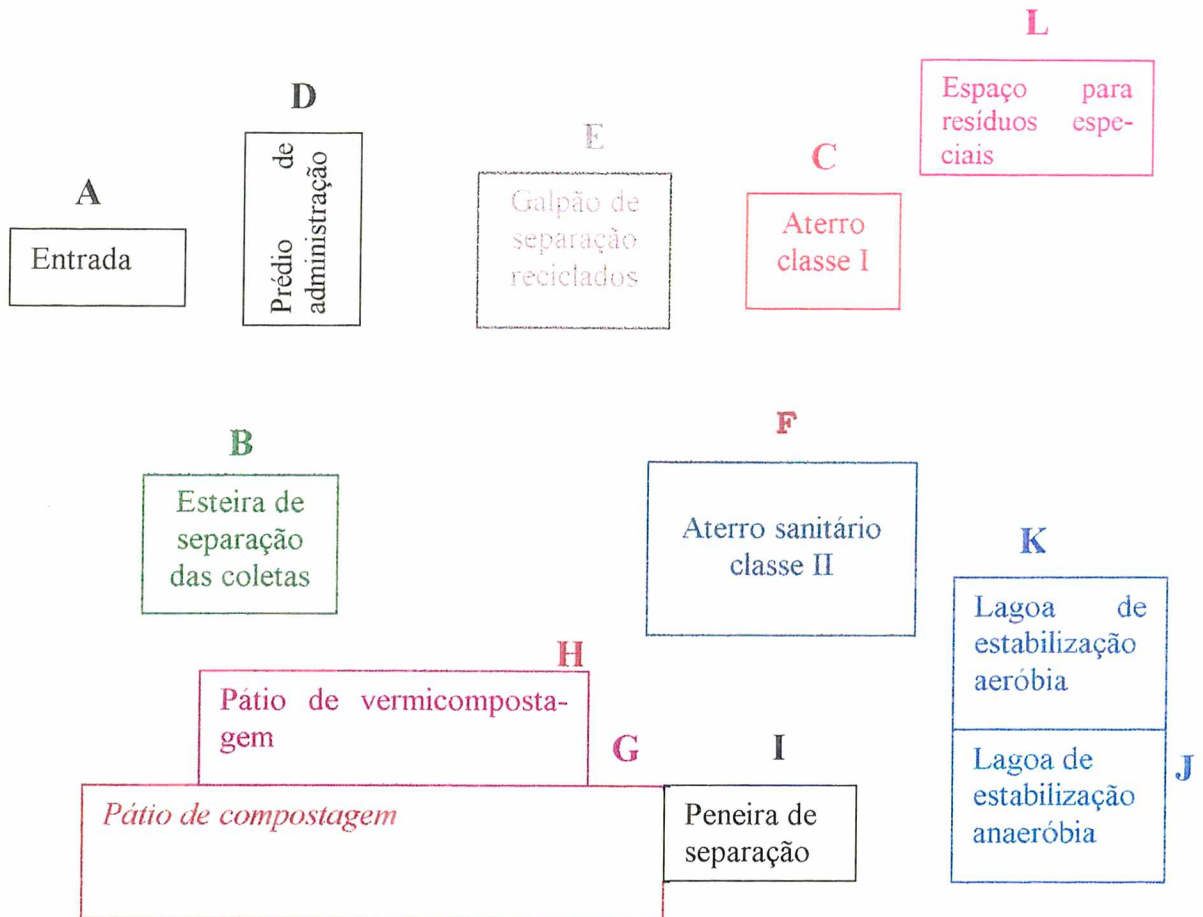 L
Espaço para
resíduos espe-
ciais
D
Prédio de
administração
E
Galpão de
separação
reciclados
C
Aterro
classe I
A
Entrada
B
Esteira de
separação
das coletas
F
Aterro sanitário
classe II
K
Lagoa de
estabilização
aeróbia
H
Pátio de vermicomposta-
gem
G
Pátio de compostagem
I
Peneira de
separação
J
Lagoa de
estabilização
anaeróbia